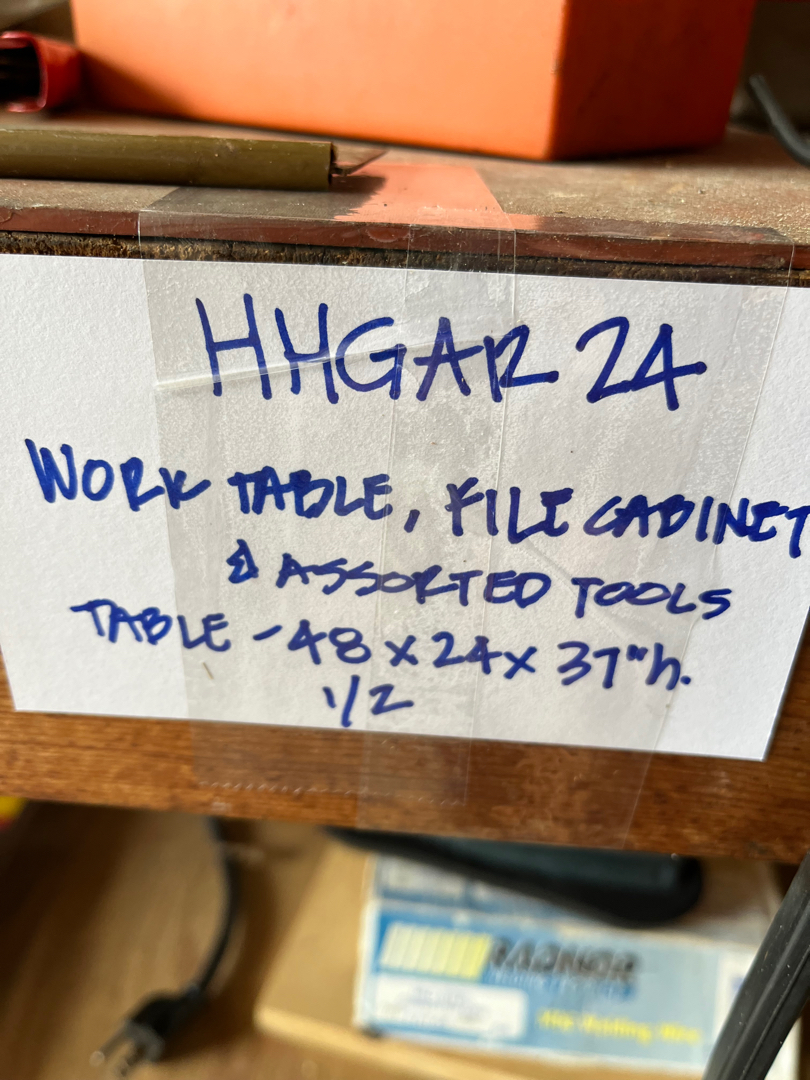 HHGAR 24
WORK TABLE, FILE CABINET
& ASSORTED TOOLS
TABLE - 48 x 24 x 37"h.
1/2
RADNOR